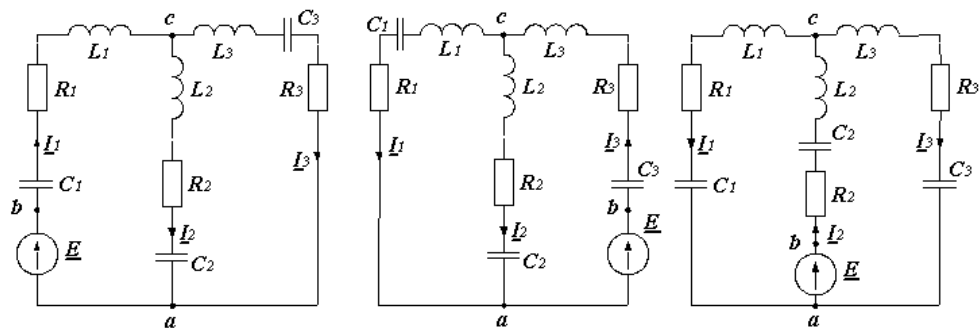 c C3
L1 L3
R1 L2 R3
I1 R2 I3
C1
b I2
E C2
a
C1 c
L1 L3
R1 L2 R3
I1 R2 I3
C3
I2 b
C2 E
a
c
L1 L3
R1 L2 R3
C2
I1 R2 I3
C1 C3
b I2
E
a